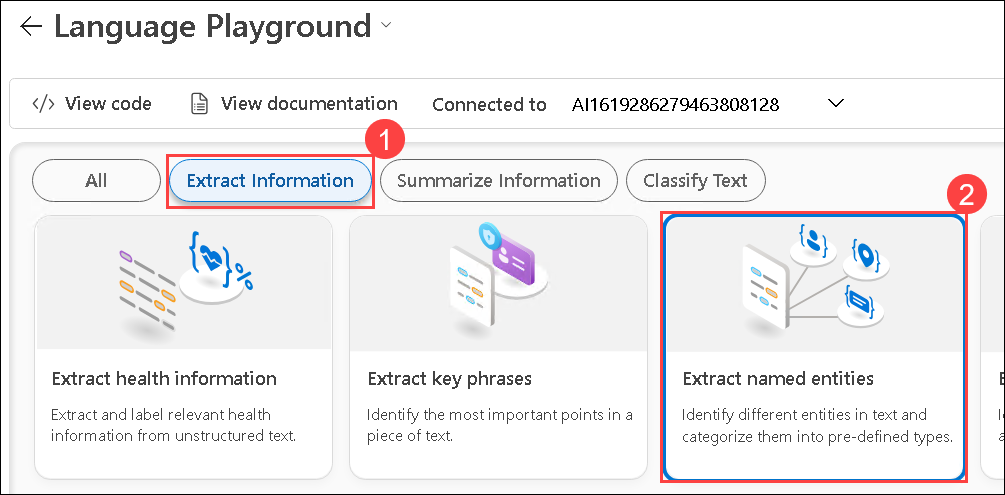 Language Playground
View code
View documentation
Connected to
AI1619286279463808128
1
All
Extract Information
Summarize Information
Classify Text
2
Extract health information
Extract and label relevant health
information from unstructured text.
Extract key phrases
Identify the most important points in a
piece of text.
Extract named entities
Identify different entities in text and
categorize them into pre-defined types.